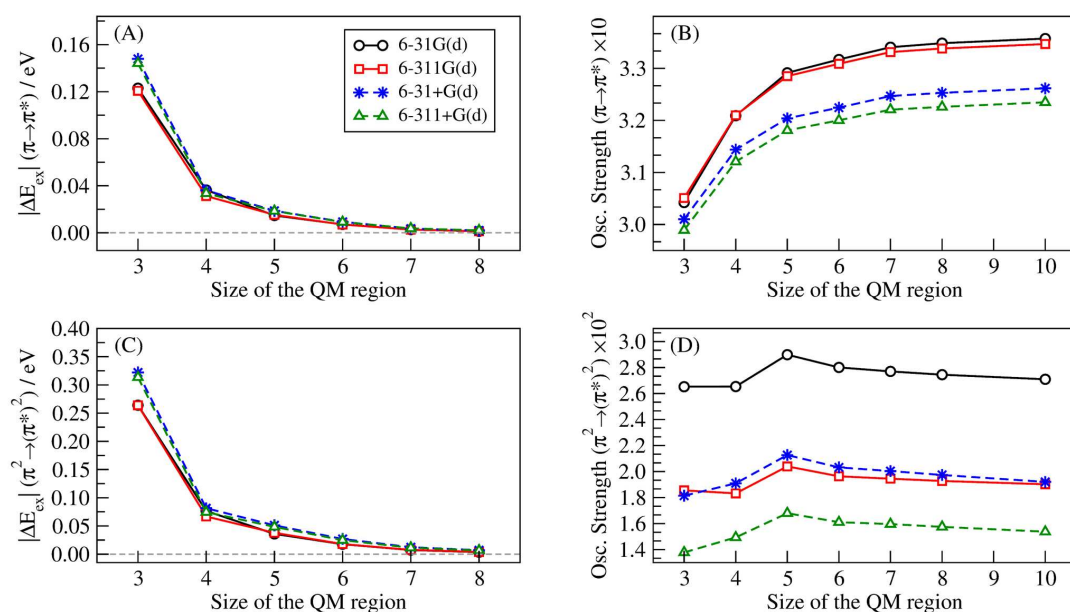 (A)
|ΔE_ex| (π→π*) / eV
0.16
0.12
0.08
0.04
0.00
6-31G(d)
6-311G(d)
6-31+G(d)
6-311+G(d)
3 4 5 6 7 8
Size of the QM region
(B)
Osc. Strength (π→π*) ×10
3.3
3.2
3.1
3.0
3 4 5 6 7 8 9 10
Size of the QM region
(C)
|ΔE_ex| (π²→(π*)²) / eV
0.40
0.35
0.30
0.25
0.20
0.15
0.10
0.05
0.00
3 4 5 6 7 8
Size of the QM region
(D)
Osc. Strength (π²→(π*)²) ×10²
3.0
2.8
2.6
2.4
2.2
2.0
1.8
1.6
1.4
3 4 5 6 7 8 9 10
Size of the QM region